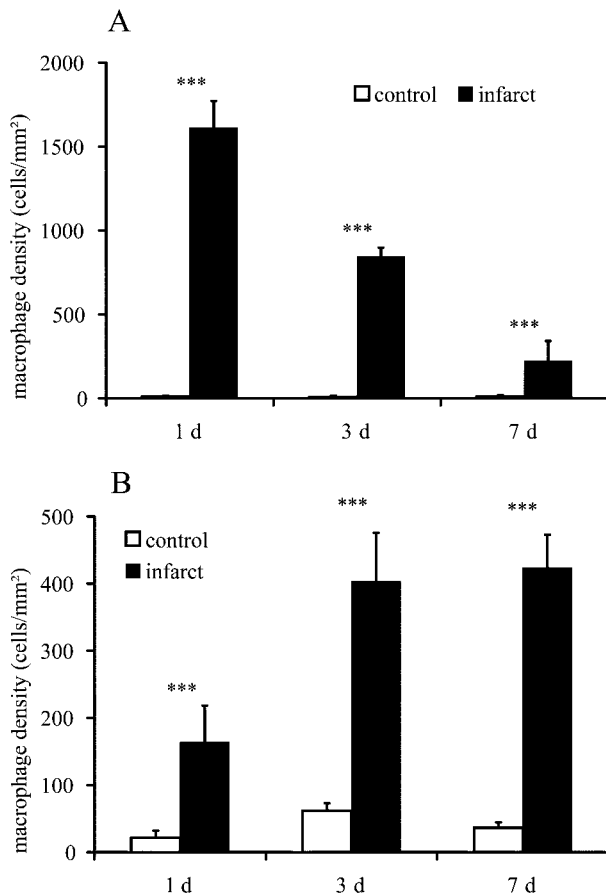 A
macrophage density (cells/mm²)
2000
1500
1000
500
0
***
***
***
control
infarct
1 d
3 d
7 d
B
macrophage density (cells/mm²)
500
400
300
200
100
0
control
infarct
***
***
***
1 d
3 d
7 d